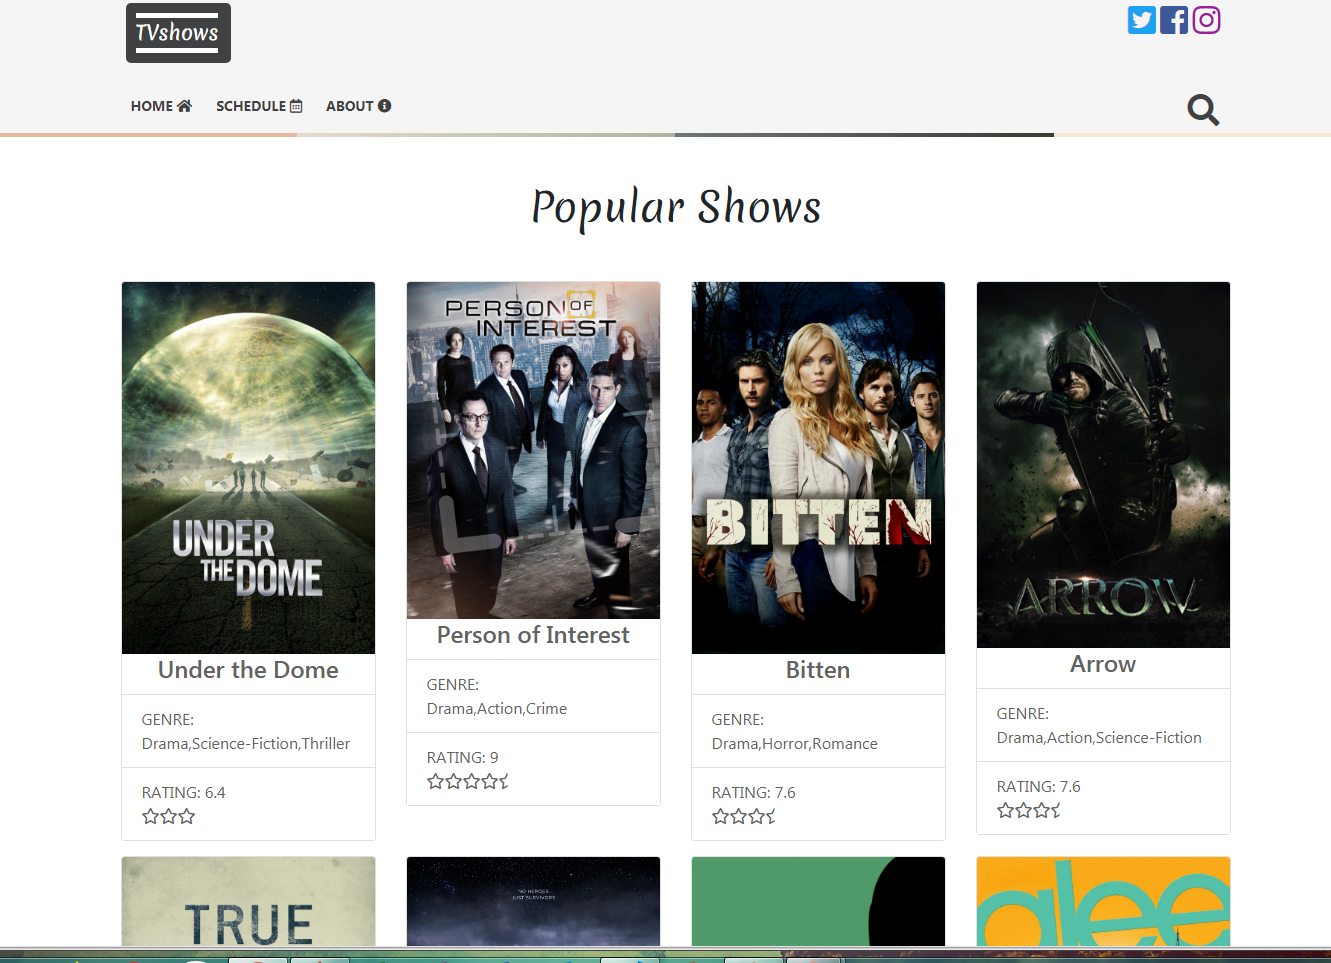 TVshows
HOME
SCHEDULE
ABOUT
Popular Shows
UNDER
THE DOME
Under the Dome
GENRE:
Drama,Science-Fiction,Thriller
RATING: 6.4
PERSON OF
INTEREST
Person of Interest
GENRE:
Drama,Action,Crime
RATING: 9
BITTEN
Bitten
GENRE:
Drama,Horror,Romance
RATING: 7.6
ARROW
Arrow
GENRE:
Drama,Action,Science-Fiction
RATING: 7.6
TRUE
NO HEROES.
JUST SURVIVORS.
glee